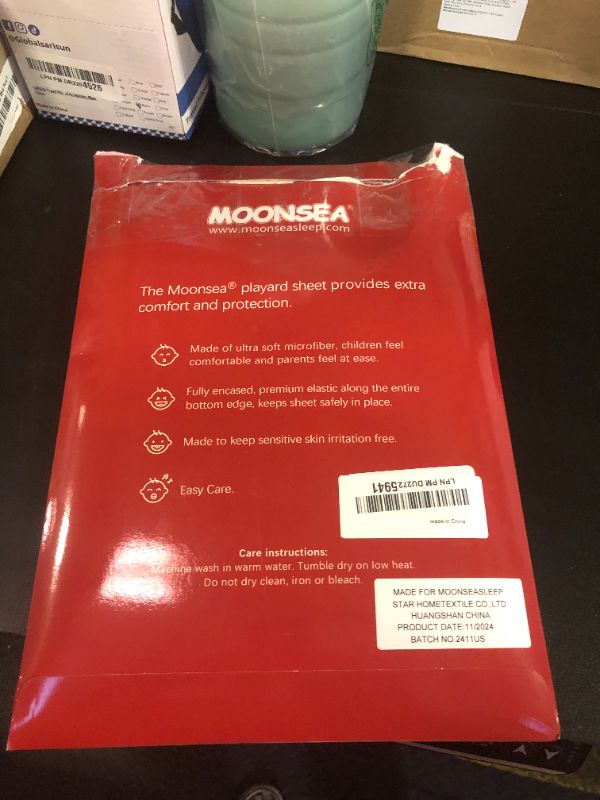 @Globalsarisun
LPN PM DR2264526
Made in China
MOONSEA®
www.moonseasleep.com
The Moonsea® playard sheet provides extra
comfort and protection.
Made of ultra soft microfiber, children feel
comfortable and parents feel at ease.
Fully encased, premium elastic along the entire
bottom edge, keeps sheet safely in place.
Made to keep sensitive skin irritation free.
Easy Care.
LPN PM DU2725941
Made in China
Care instructions:
Machine wash in warm water. Tumble dry on low heat.
Do not dry clean, iron or bleach.
MADE FOR MOONSEASLEEP
STAR HOMETEXTILE CO.,LTD
HUANGSHAN CHINA
PRODUCT DATE:11/2024
BATCH NO.2411US